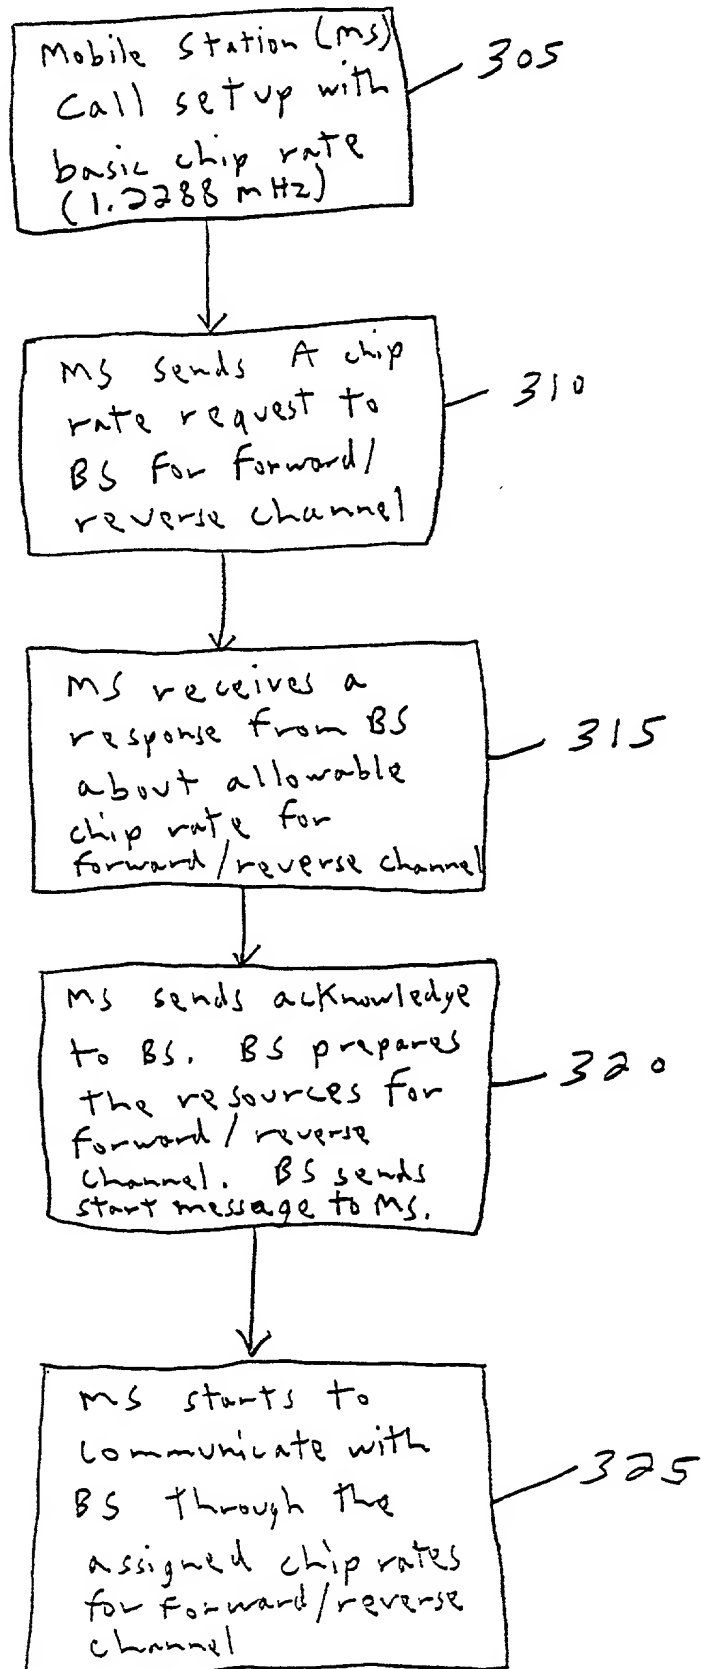 Mobile Station (MS)
Call setup with
basic chip rate
(1.2288 mHz)
305
MS sends A chip
rate request to
BS for forward/
reverse channel
310
MS receives a
response from BS
about allowable
chip rate for
forward/reverse channel
315
MS sends acknowledge
to BS. BS prepares
the resources for
forward/reverse
channel. BS sends
start message to MS.
320
MS starts to
communicate with
BS through the
assigned chip rates
for forward/reverse
channel
325